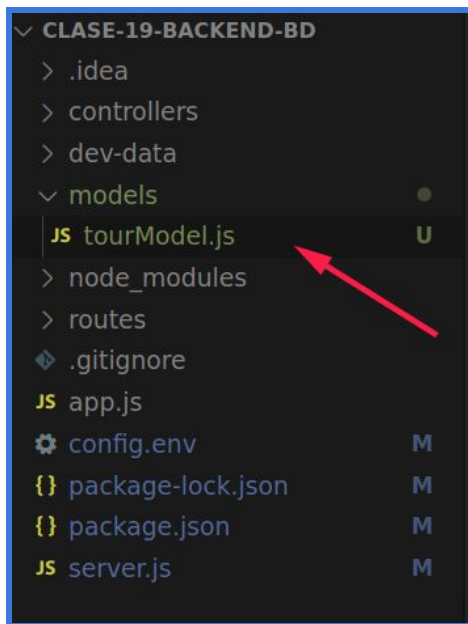 CLASE-19-BACKEND-BD
.idea
controllers
dev-data
models
JS tourModel.js U
node_modules
routes
.gitignore
JS app.js
config.env M
{} package-lock.json M
{} package.json M
JS server.js M